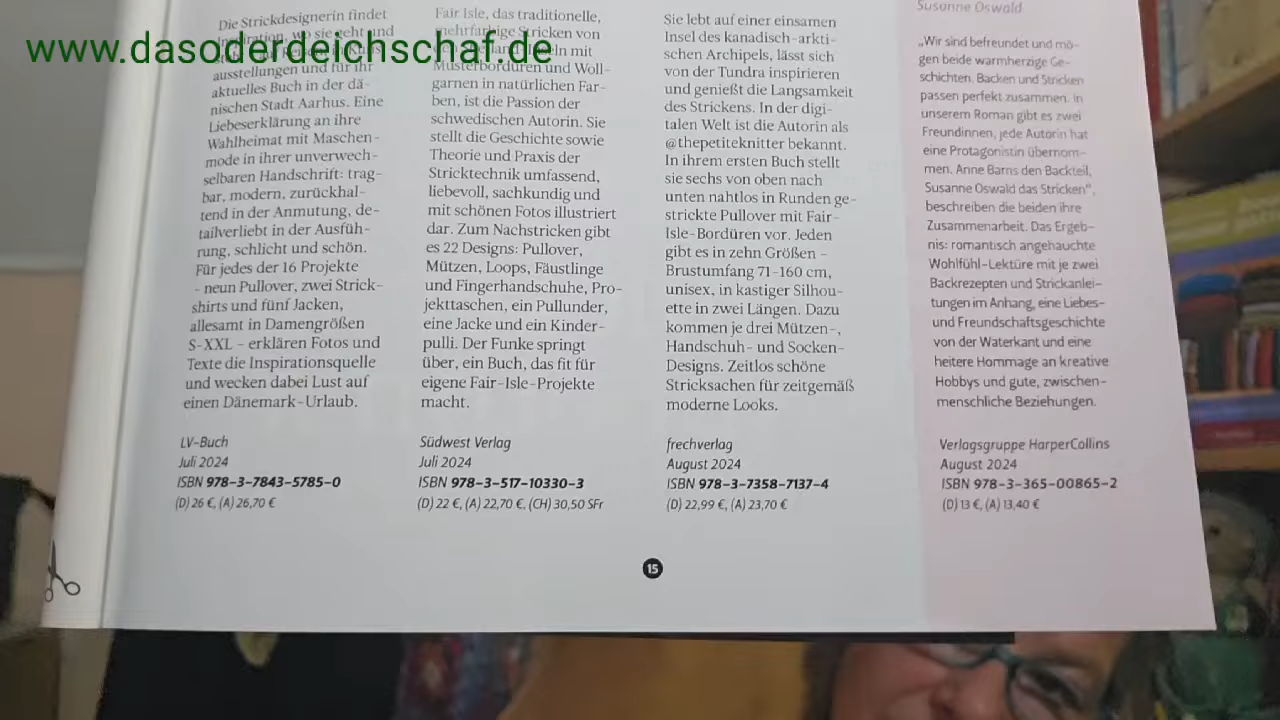 www.dasoderdeichschaf.de
Die Strickdesignerin findet
wo sie geht und
ausstellungen und für ihr
aktuelles Buch in der dä-
nischen Stadt Aarhus. Eine
Liebeserklärung an ihre
Wahlheimat mit Maschen-
mode in ihrer unverwech-
selbaren Handschrift: trag-
bar, modern, zurückhal-
tend in der Anmutung, de-
tailverliebt in der Ausfüh-
rung, schlicht und schön.
Für jedes der 16 Projekte
- neun Pullover, zwei Strick-
shirts und fünf Jacken,
allesamt in Damengrößen
S-XXL - erklären Fotos und
Texte die Inspirationsquelle
und wecken dabei Lust auf
einen Dänemark-Urlaub.
LV-Buch
Juli 2024
ISBN 978-3-7843-5785-0
(D) 26 €, (A) 26,70 €
Fair Isle, das traditionelle,
mehrfarbige Stricken von
mit
Musterbordüren und Woll-
garnen in natürlichen Far-
ben, ist die Passion der
schwedischen Autorin. Sie
stellt die Geschichte sowie
Theorie und Praxis der
Stricktechnik umfassend,
liebevoll, sachkundig und
mit schönen Fotos illustriert
dar. Zum Nachstricken gibt
es 22 Designs: Pullover,
Mützen, Loops, Fäustlinge
und Fingerhandschuhe, Pro-
jekttaschen, ein Pullunder,
eine Jacke und ein Kinder-
pulli. Der Funke springt
über, ein Buch, das fit für
eigene Fair-Isle-Projekte
macht.
Südwest Verlag
Juli 2024
ISBN 978-3-517-10330-3
(D) 22 €, (A) 22,70 €, (CH) 30,50 SFr
Sie lebt auf einer einsamen
Insel des kanadisch-arkti-
schen Archipels, lässt sich
von der Tundra inspirieren
und genießt die Langsamkeit
des Strickens. In der digi-
talen Welt ist die Autorin als
@thepetiteknitter bekannt.
In ihrem ersten Buch stellt
sie sechs von oben nach
unten nahtlos in Runden ge-
strickte Pullover mit Fair-
Isle-Bordüren vor. Jeden
gibt es in zehn Größen –
Brustumfang 71-160 cm,
unisex, in kastiger Silhou-
ette in zwei Längen. Dazu
kommen je drei Mützen-,
Handschuh- und Socken-
Designs. Zeitlos schöne
Stricksachen für zeitgemäß
moderne Looks.
frechverlag
August 2024
ISBN 978-3-7358-7137-4
(D) 22,99 €, (A) 23,70 €
Susanne Oswald
„Wir sind befreundet und mö-
gen beide warmherzige Ge-
schichten. Backen und Stricken
passen perfekt zusammen. In
unserem Roman gibt es zwei
Freundinnen, jede Autorin hat
eine Protagonistin übernom-
men. Anne Barns den Backteil,
Susanne Oswald das Stricken“,
beschreiben die beiden ihre
Zusammenarbeit. Das Ergeb-
nis: romantisch angehauchte
Wohlfühl-Lektüre mit je zwei
Backrezepten und Strickanlei-
tungen im Anhang, eine Liebes-
und Freundschaftsgeschichte
von der Waterkant und eine
heitere Hommage an kreative
Hobbys und gute, zwischen-
menschliche Beziehungen.
Verlagsgruppe HarperCollins
August 2024
ISBN 978-3-365-00865-2
(D) 13 €, (A) 13,40 €
15